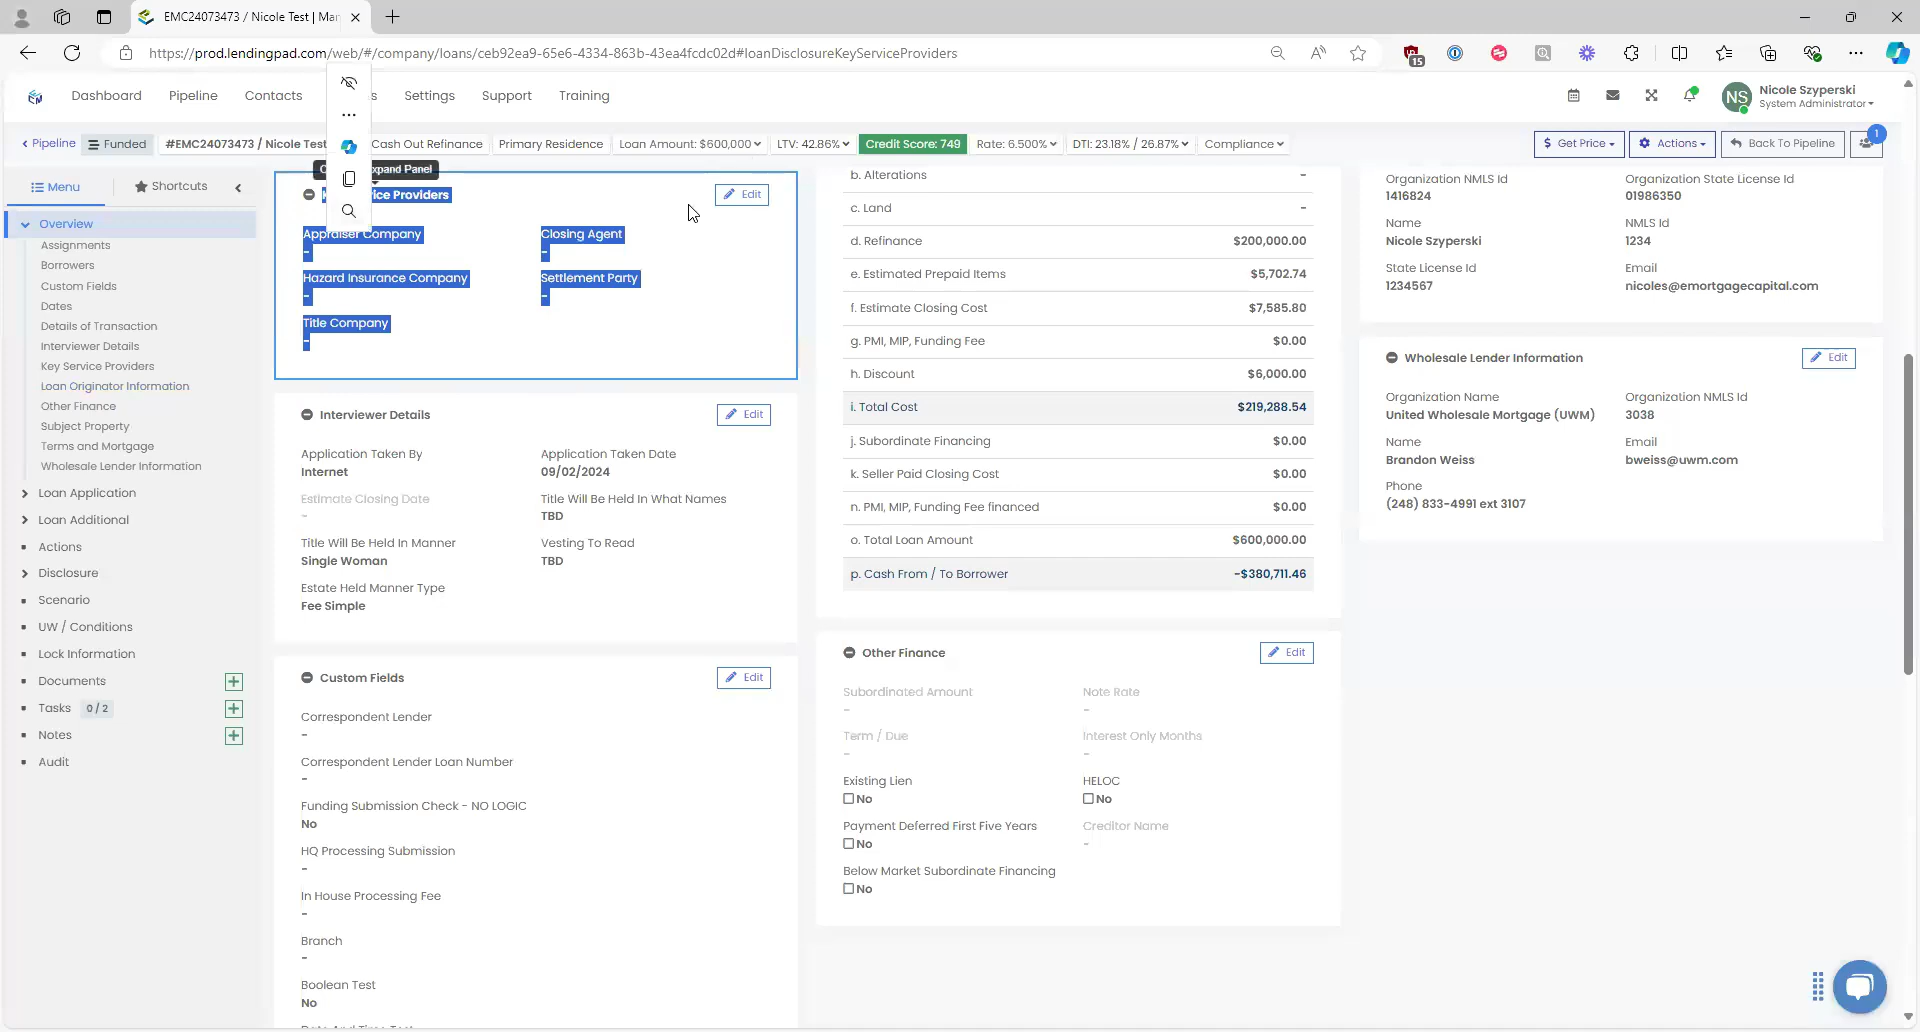 EMC24073473 / Nicole Test | Mar
https://prod.lendingpad.com/web/#/company/loans/ceb92ea9-65e6-4334-863b-43ea4fcdc02d#loanDisclosureKeyServiceProviders
15
Dashboard
Pipeline
Contacts
Settings
Support
Training
NS
Nicole Szyperski
System Administrator
Pipeline
Funded
#EMC24073473 / Nicole Test
Cash Out Refinance
Primary Residence
Loan Amount: $600,000
LTV: 42.86%
Credit Score: 749
Rate: 6.500%
DTI: 23.18% / 26.87%
Compliance
$ Get Price
Actions
Back To Pipeline
1
Menu
Shortcuts
Overview
Assignments
Borrowers
Custom Fields
Dates
Details of Transaction
Interviewer Details
Key Service Providers
Loan Originator Information
Other Finance
Subject Property
Terms and Mortgage
Wholesale Lender Information
Loan Application
Loan Additional
Actions
Disclosure
Scenario
UW / Conditions
Lock Information
Documents
Tasks 0 / 2
Notes
Audit
xpand Panel
ice Providers
Edit
Appraiser Company
-
Closing Agent
-
Hazard Insurance Company
-
Settlement Party
-
Title Company
-
Interviewer Details
Edit
Application Taken By
Internet
Application Taken Date
09/02/2024
Estimate Closing Date
-
Title Will Be Held In What Names
TBD
Title Will Be Held In Manner
Single Woman
Vesting To Read
TBD
Estate Held Manner Type
Fee Simple
Custom Fields
Edit
Correspondent Lender
-
Correspondent Lender Loan Number
-
Funding Submission Check - NO LOGIC
No
HQ Processing Submission
-
In House Processing Fee
-
Branch
-
Boolean Test
No
b. Alterations -
c. Land -
d. Refinance $200,000.00
e. Estimated Prepaid Items $5,702.74
f. Estimate Closing Cost $7,585.80
g. PMI, MIP, Funding Fee $0.00
h. Discount $6,000.00
i. Total Cost $219,288.54
j. Subordinate Financing $0.00
k. Seller Paid Closing Cost $0.00
n. PMI, MIP, Funding Fee financed $0.00
o. Total Loan Amount $600,000.00
p. Cash From / To Borrower -$380,711.46
Other Finance
Edit
Subordinated Amount
-
Note Rate
-
Term / Due
-
Interest Only Months
-
Existing Lien
No
HELOC
No
Payment Deferred First Five Years
No
Creditor Name
-
Below Market Subordinate Financing
No
Organization NMLS Id
1416824
Organization State License Id
01986350
Name
Nicole Szyperski
NMLS Id
1234
State License Id
1234567
Email
nicoles@emortgagecapital.com
Wholesale Lender Information
Edit
Organization Name
United Wholesale Mortgage (UWM)
Organization NMLS Id
3038
Name
Brandon Weiss
Email
bweiss@uwm.com
Phone
(248) 833-4991 ext 3107